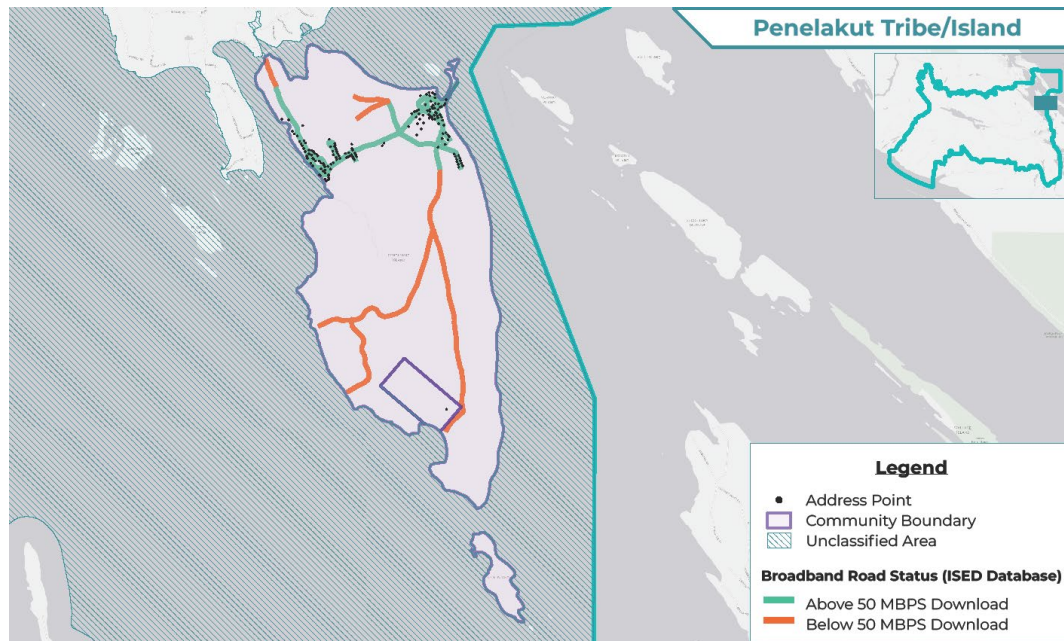 Penelakut Tribe/Island
Legend
Address Point
Community Boundary
Unclassified Area
Broadband Road Status (ISED Database)
Above 50 MBPS Download
Below 50 MBPS Download